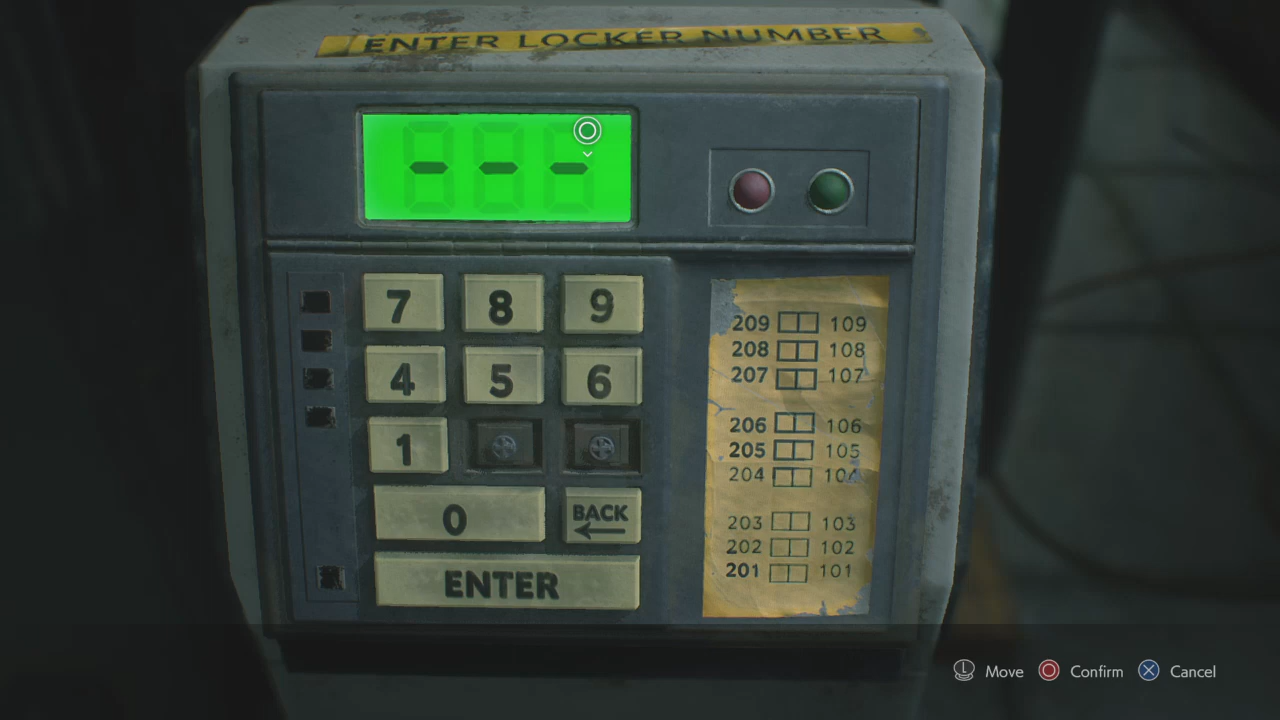 ENTER LOCKER NUMBER
- - -
7 8 9
4 5 6
1
0 BACK
ENTER
209 109
208 108
207 107
206 106
205 105
204 104
203 103
202 102
201 101
L Move Confirm Cancel